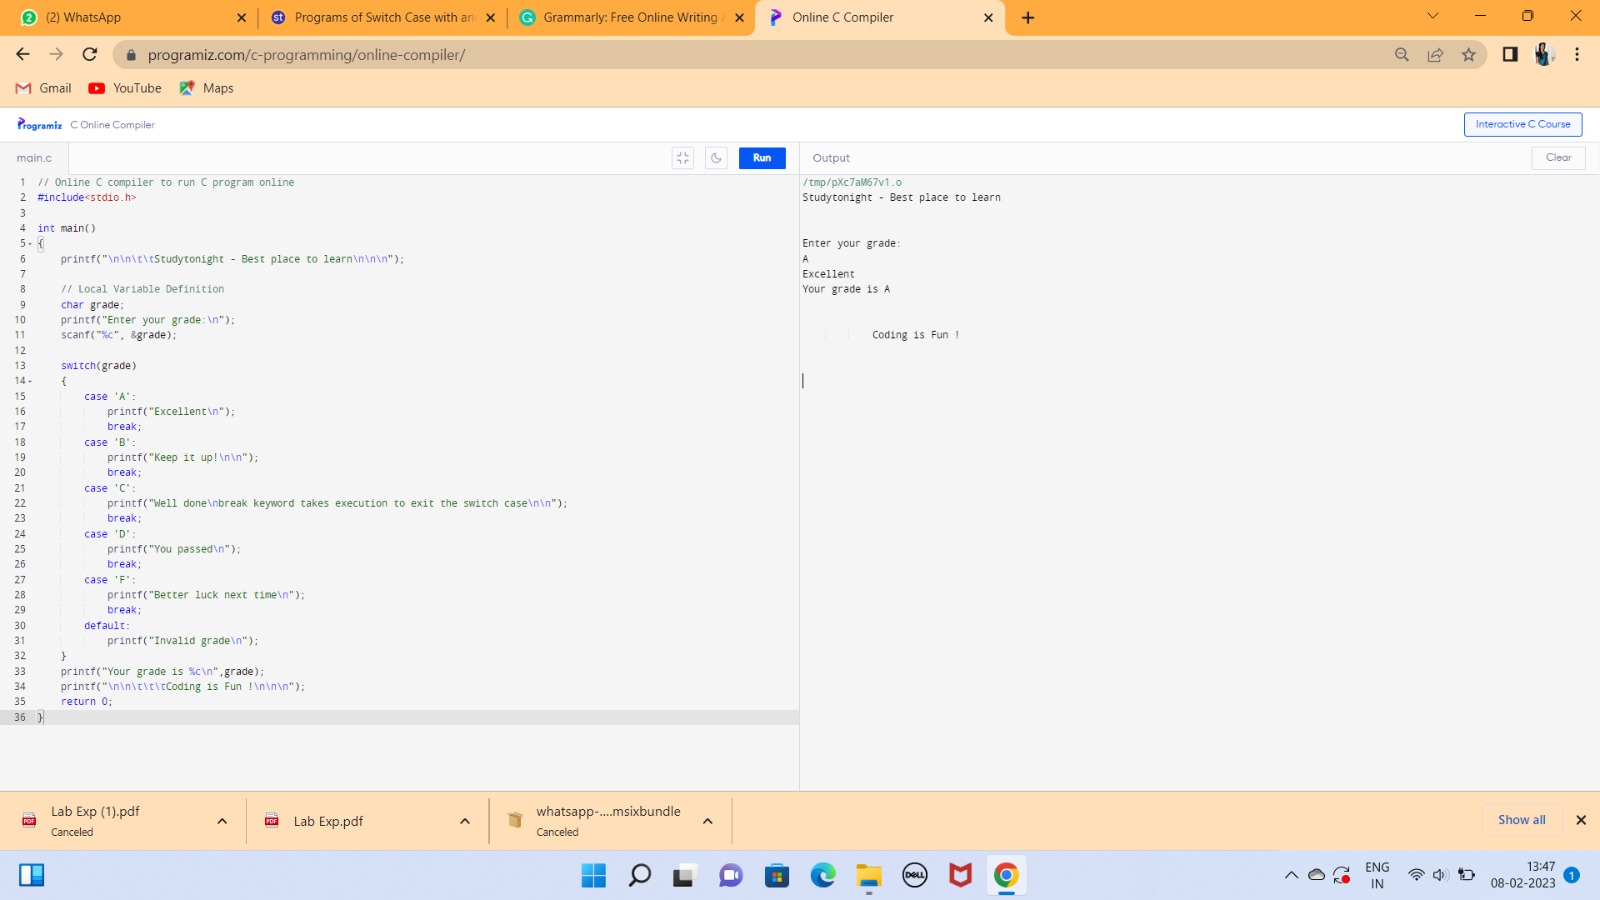 (2) WhatsApp
Programs of Switch Case with an
Grammarly: Free Online Writing
Online C Compiler
programiz.com/c-programming/online-compiler/
Gmail
YouTube
Maps
Programiz
C Online Compiler
Interactive C Course
main.c
Run
Output
Clear
1 // Online C compiler to run C program online
2 #include<stdio.h>
3
4 int main()
5 {
6 printf("\n\n\t\tStudytonight - Best place to learn\n\n\n");
7
8 // Local Variable Definition
9 char grade;
10 printf("Enter your grade:\n");
11 scanf("%c", &grade);
12
13 switch(grade)
14 {
15 case 'A':
16 printf("Excellent\n");
17 break;
18 case 'B':
19 printf("Keep it up!\n\n");
20 break;
21 case 'C':
22 printf("Well done\nbreak keyword takes execution to exit the switch case\n\n");
23 break;
24 case 'D':
25 printf("You passed\n");
26 break;
27 case 'F':
28 printf("Better luck next time\n");
29 break;
30 default:
31 printf("Invalid grade\n");
32 }
33 printf("Your grade is %c\n",grade);
34 printf("\n\n\t\t\tCoding is Fun !\n\n\n");
35 return 0;
36 }
/tmp/pXc7aM67v1.o
Studytonight - Best place to learn
Enter your grade:
A
Excellent
Your grade is A
Coding is Fun !
Lab Exp (1).pdf
Canceled
Lab Exp.pdf
whatsapp-....msixbundle
Canceled
Show all
DELL
ENG
IN
13:47
08-02-2023
1